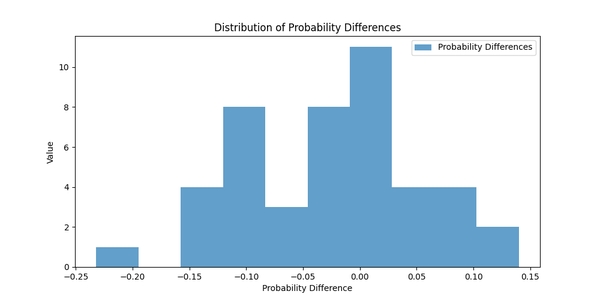 Distribution of Probability Differences
Probability Differences
10
8
6
4
2
0
Value
−0.25 −0.20 −0.15 −0.10 −0.05 0.00 0.05 0.10 0.15
Probability Difference